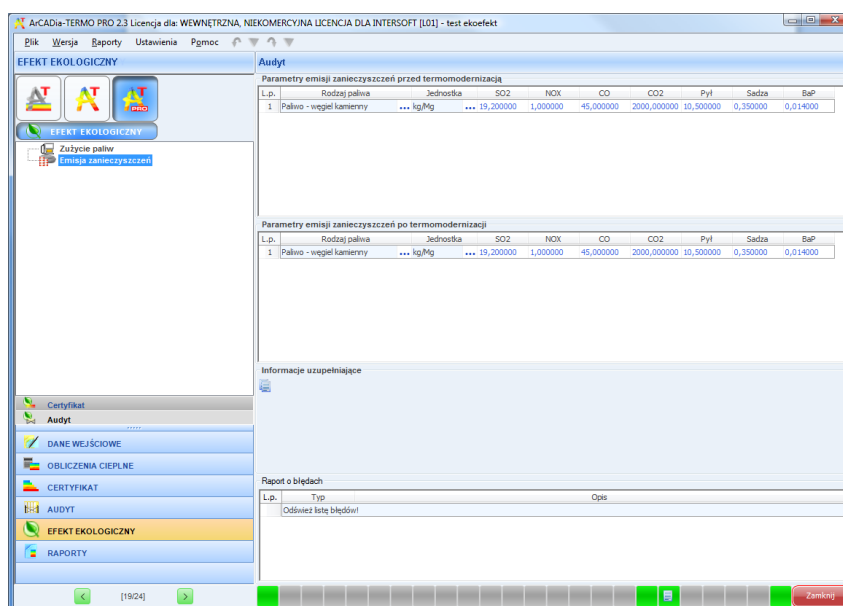 ArCADia-TERMO PRO 2.3 Licencja dla: WEWNĘTRZNA, NIEKOMERCYJNA LICENCJA DLA INTERSOFT [L01] - test ekoefekt
Plik Wersja Raporty Ustawienia Pomoc
EFEKT EKOLOGICZNY
T T T PRO
EFEKT EKOLOGICZNY
Zużycie paliw
Emisja zanieczyszczeń
Certyfikat
Audyt
DANE WEJŚCIOWE
OBLICZENIA CIEPLNE
CERTYFIKAT
AUDYT
EFEKT EKOLOGICZNY
RAPORTY
< [19/24] >
Audyt
Parametry emisji zanieczyszczeń przed termomodernizacją
L.p. Rodzaj paliwa Jednostka SO2 NOX CO CO2 Pył Sadza BaP
1 Paliwo - węgiel kamienny ... kg/Mg ... 19,200000 1,000000 45,000000 2000,000000 10,500000 0,350000 0,014000
Parametry emisji zanieczyszczeń po termomodernizacji
L.p. Rodzaj paliwa Jednostka SO2 NOX CO CO2 Pył Sadza BaP
1 Paliwo - węgiel kamienny ... kg/Mg ... 19,200000 1,000000 45,000000 2000,000000 10,500000 0,350000 0,014000
Informacje uzupełniające
Raport o błędach
L.p. Typ Opis
Odśwież listę błędów!
Zamknij